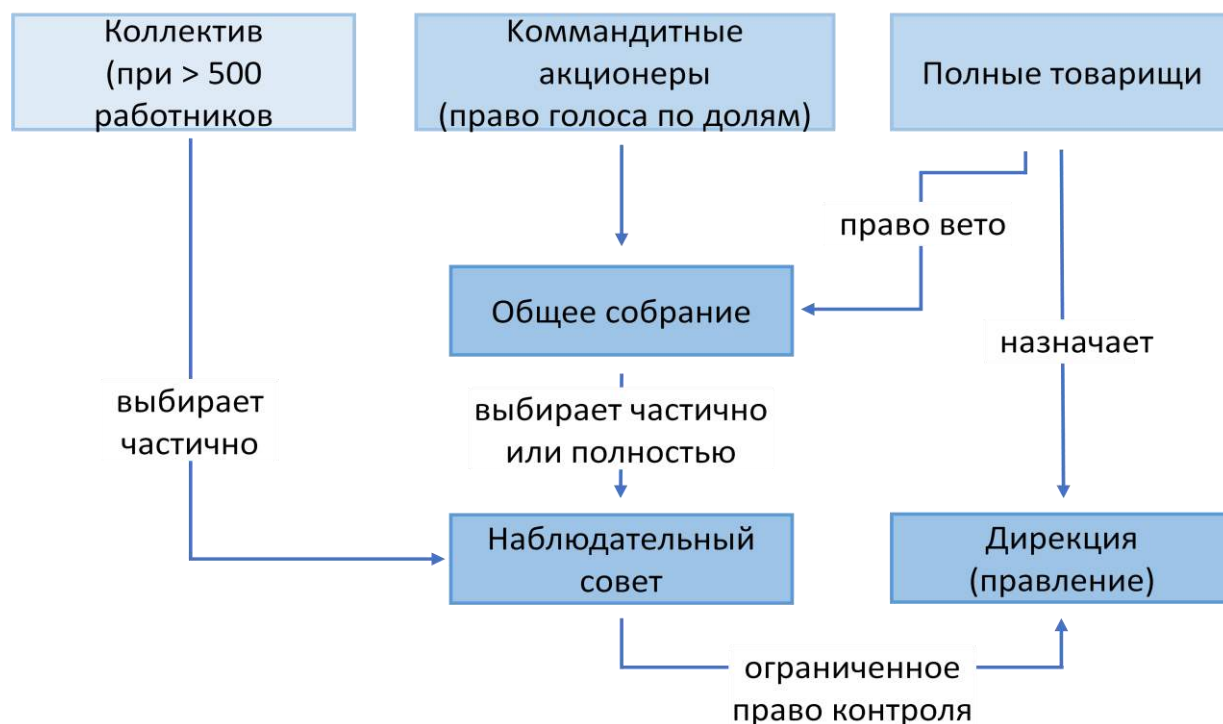 Коллектив
(при > 500
работников
Коммандитные
акционеры
(право голоса по долям)
Полные товарищи
право вето
Общее собрание
назначает
выбирает
частично
выбирает частично
или полностью
Наблюдательный
совет
Дирекция
(правление)
ограниченное
право контроля